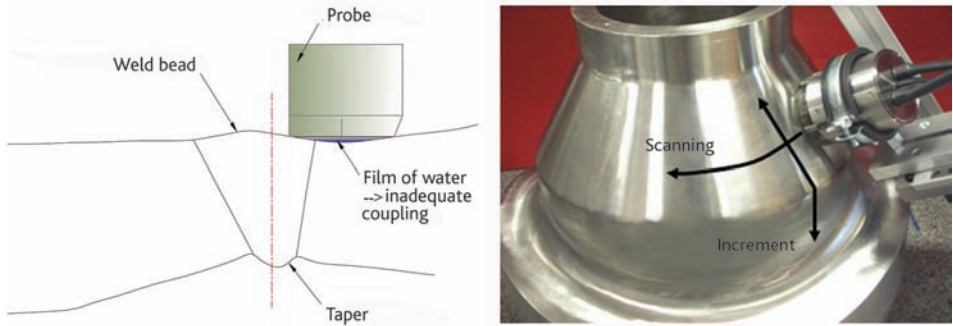 Probe
Weld bead
Film of water
-->inadequate
coupling
Taper
Scanning
Increment